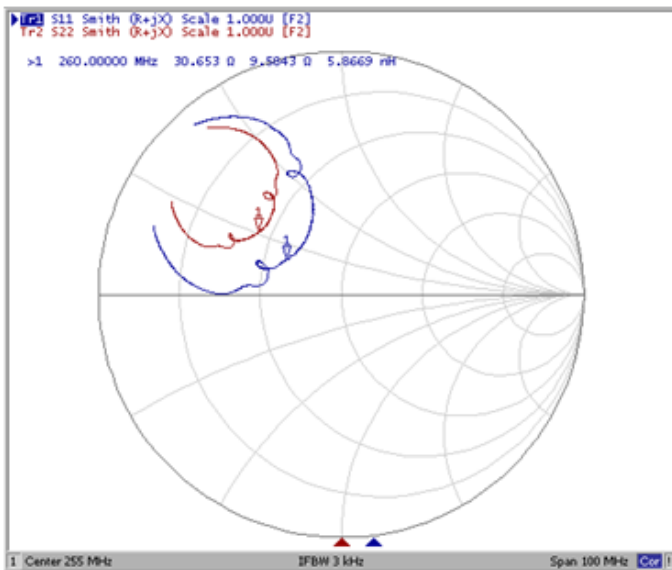 Tr1 S11 Smith (R+jX) Scale 1.000U [F2]
Tr2 S22 Smith (R+jX) Scale 1.000U [F2]
>1 260.00000 MHz 30.653 Ω 9.5843 Ω 5.8669 nH
1
1
1 Center 255 MHz IFBW 3 kHz Span 100 MHz Cor !